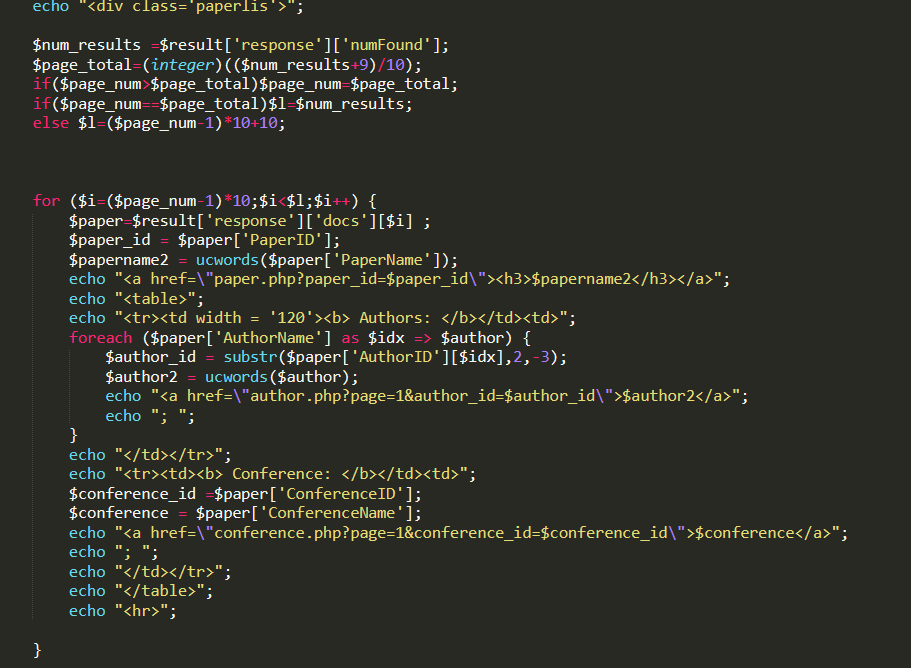 echo "<div class='paperlis'>";
$num_results =$result['response']['numFound'];
$page_total=(integer)(($num_results+9)/10);
if($page_num>$page_total)$page_num=$page_total;
if($page_num==$page_total)$l=$num_results;
else $l=($page_num-1)*10+10;
for ($i=($page_num-1)*10;$i<$l;$i++) {
$paper=$result['response']['docs'][$i] ;
$paper_id = $paper['PaperID'];
$papername2 = ucwords($paper['PaperName']);
echo "<a href=\"paper.php?paper_id=$paper_id\"><h3>$papername2</h3></a>";
echo "<table>";
echo "<tr><td width = '120'><b> Authors: </b></td><td>";
foreach ($paper['AuthorName'] as $idx => $author) {
$author_id = substr($paper['AuthorID'][$idx],2,-3);
$author2 = ucwords($author);
echo "<a href=\"author.php?page=1&author_id=$author_id\">$author2</a>";
echo "; ";
}
echo "</td></tr>";
echo "<tr><td><b> Conference: </b></td><td>";
$conference_id =$paper['ConferenceID'];
$conference = $paper['ConferenceName'];
echo "<a href=\"conference.php?page=1&conference_id=$conference_id\">$conference</a>";
echo "; ";
echo "</td></tr>";
echo "</table>";
echo "<hr>";
}